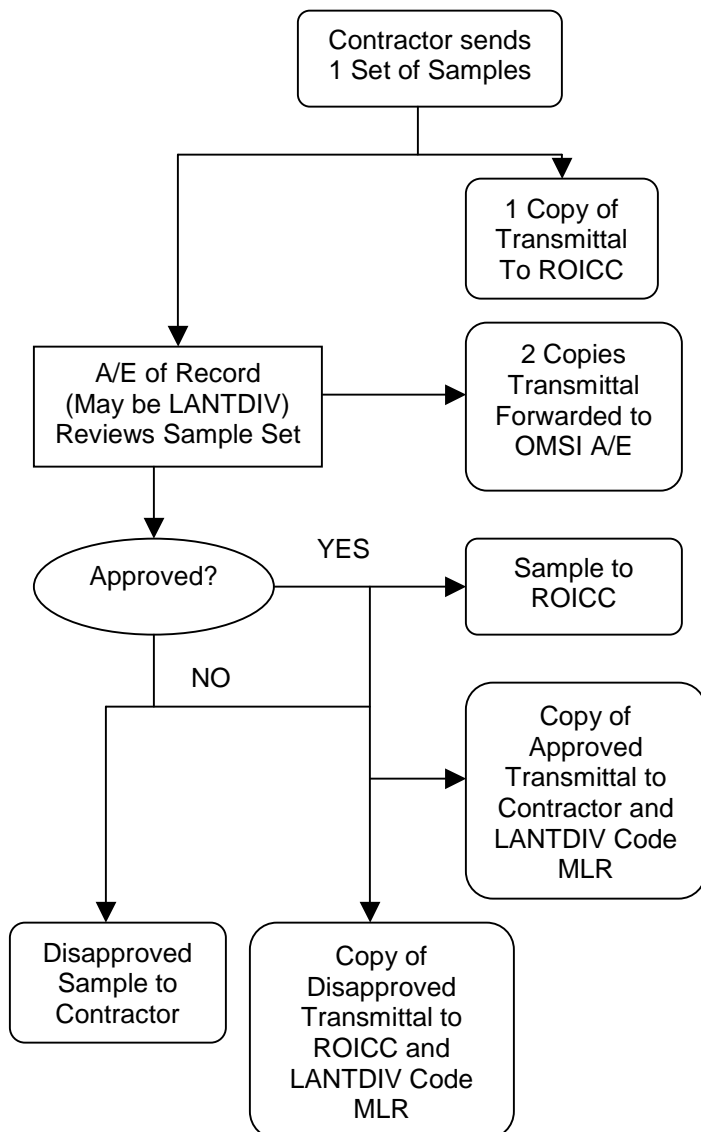 Contractor sends
1 Set of Samples
1 Copy of
Transmittal
To ROICC
A/E of Record
(May be LANTDIV)
Reviews Sample Set
2 Copies
Transmittal
Forwarded to
OMSI A/E
Approved?
YES
Sample to
ROICC
NO
Copy of
Approved
Transmittal to
Contractor and
LANTDIV Code
MLR
Disapproved
Sample to
Contractor
Copy of
Disapproved
Transmittal to
ROICC and
LANTDIV Code
MLR